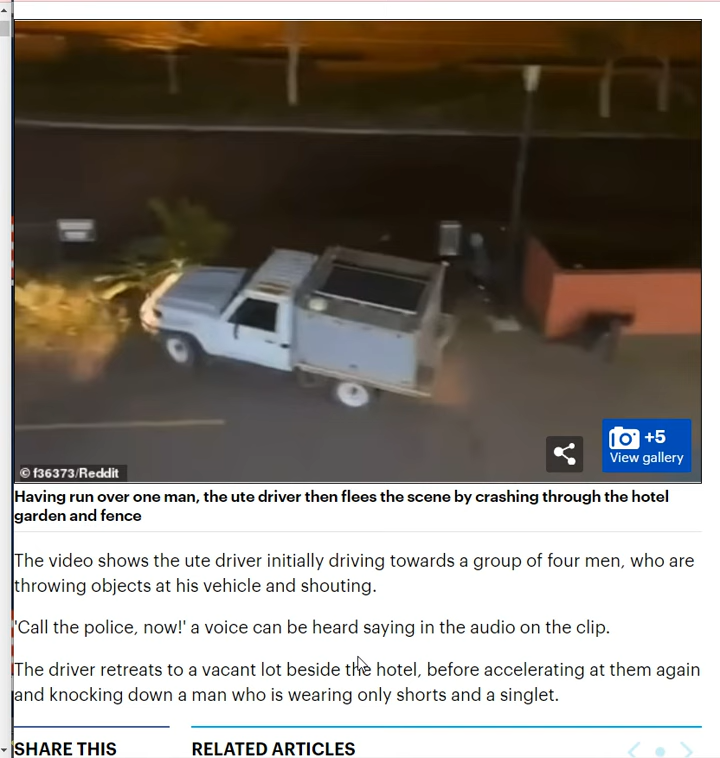 +5
View gallery
© f36373/Reddit
Having run over one man, the ute driver then flees the scene by crashing through the hotel
garden and fence
The video shows the ute driver initially driving towards a group of four men, who are
throwing objects at his vehicle and shouting.
'Call the police, now!' a voice can be heard saying in the audio on the clip.
The driver retreats to a vacant lot beside the hotel, before accelerating at them again
and knocking down a man who is wearing only shorts and a singlet.
SHARE THIS
RELATED ARTICLES